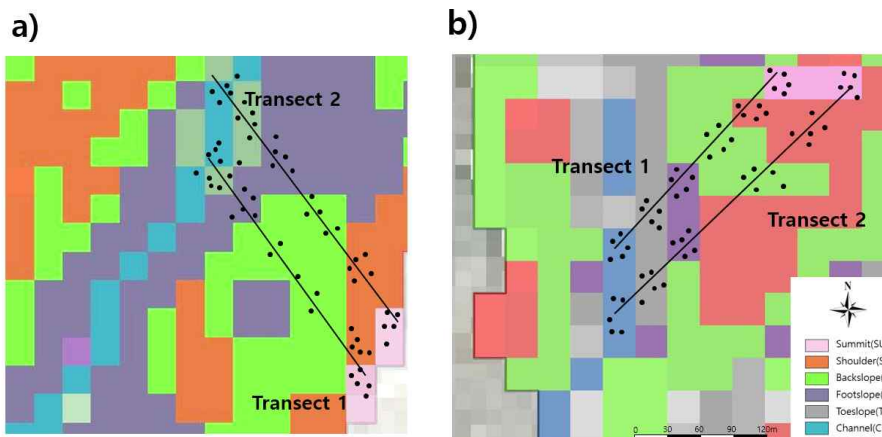 a)
b)
Transect 2
Transect 1
Transect 1
Transect 2
N
Summit(SU
Shoulder(S
Backslope(
Footslope(
Toeslope(T
Channel(C
0 30 60 90 120m